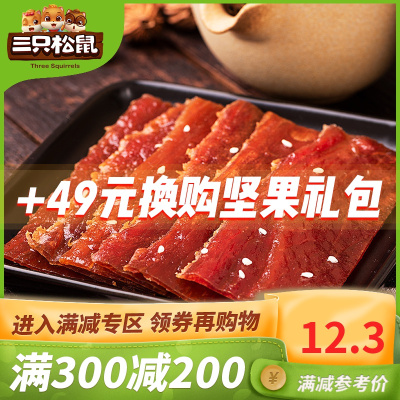 三只松鼠
Three Squirrels
+49元换购坚果礼包
进入满减专区 领券再购物
满300减200
12.3
¥
满减参考价